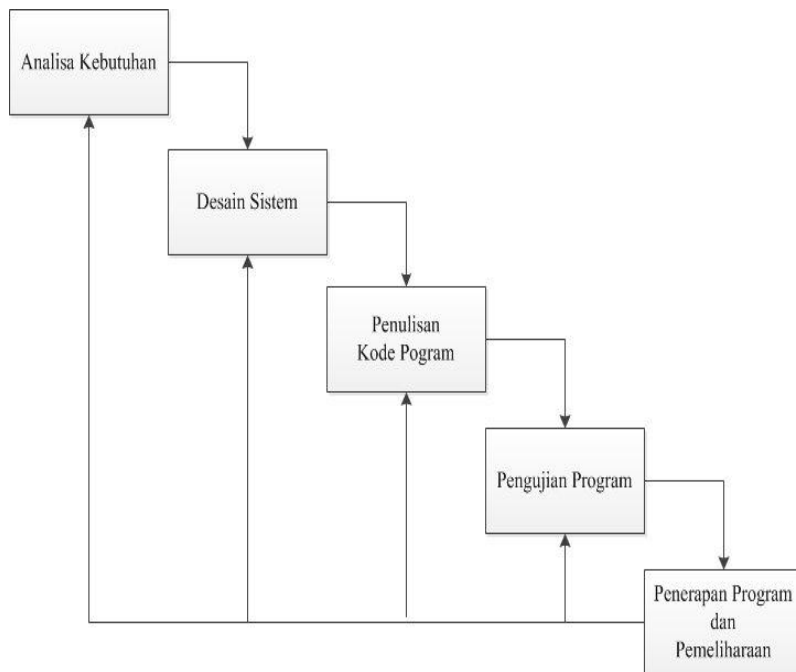 Analisa Kebutuhan
Desain Sistem
Penulisan
Kode Pogram
Pengujian Program
Penerapan Program
dan
Pemeliharaan